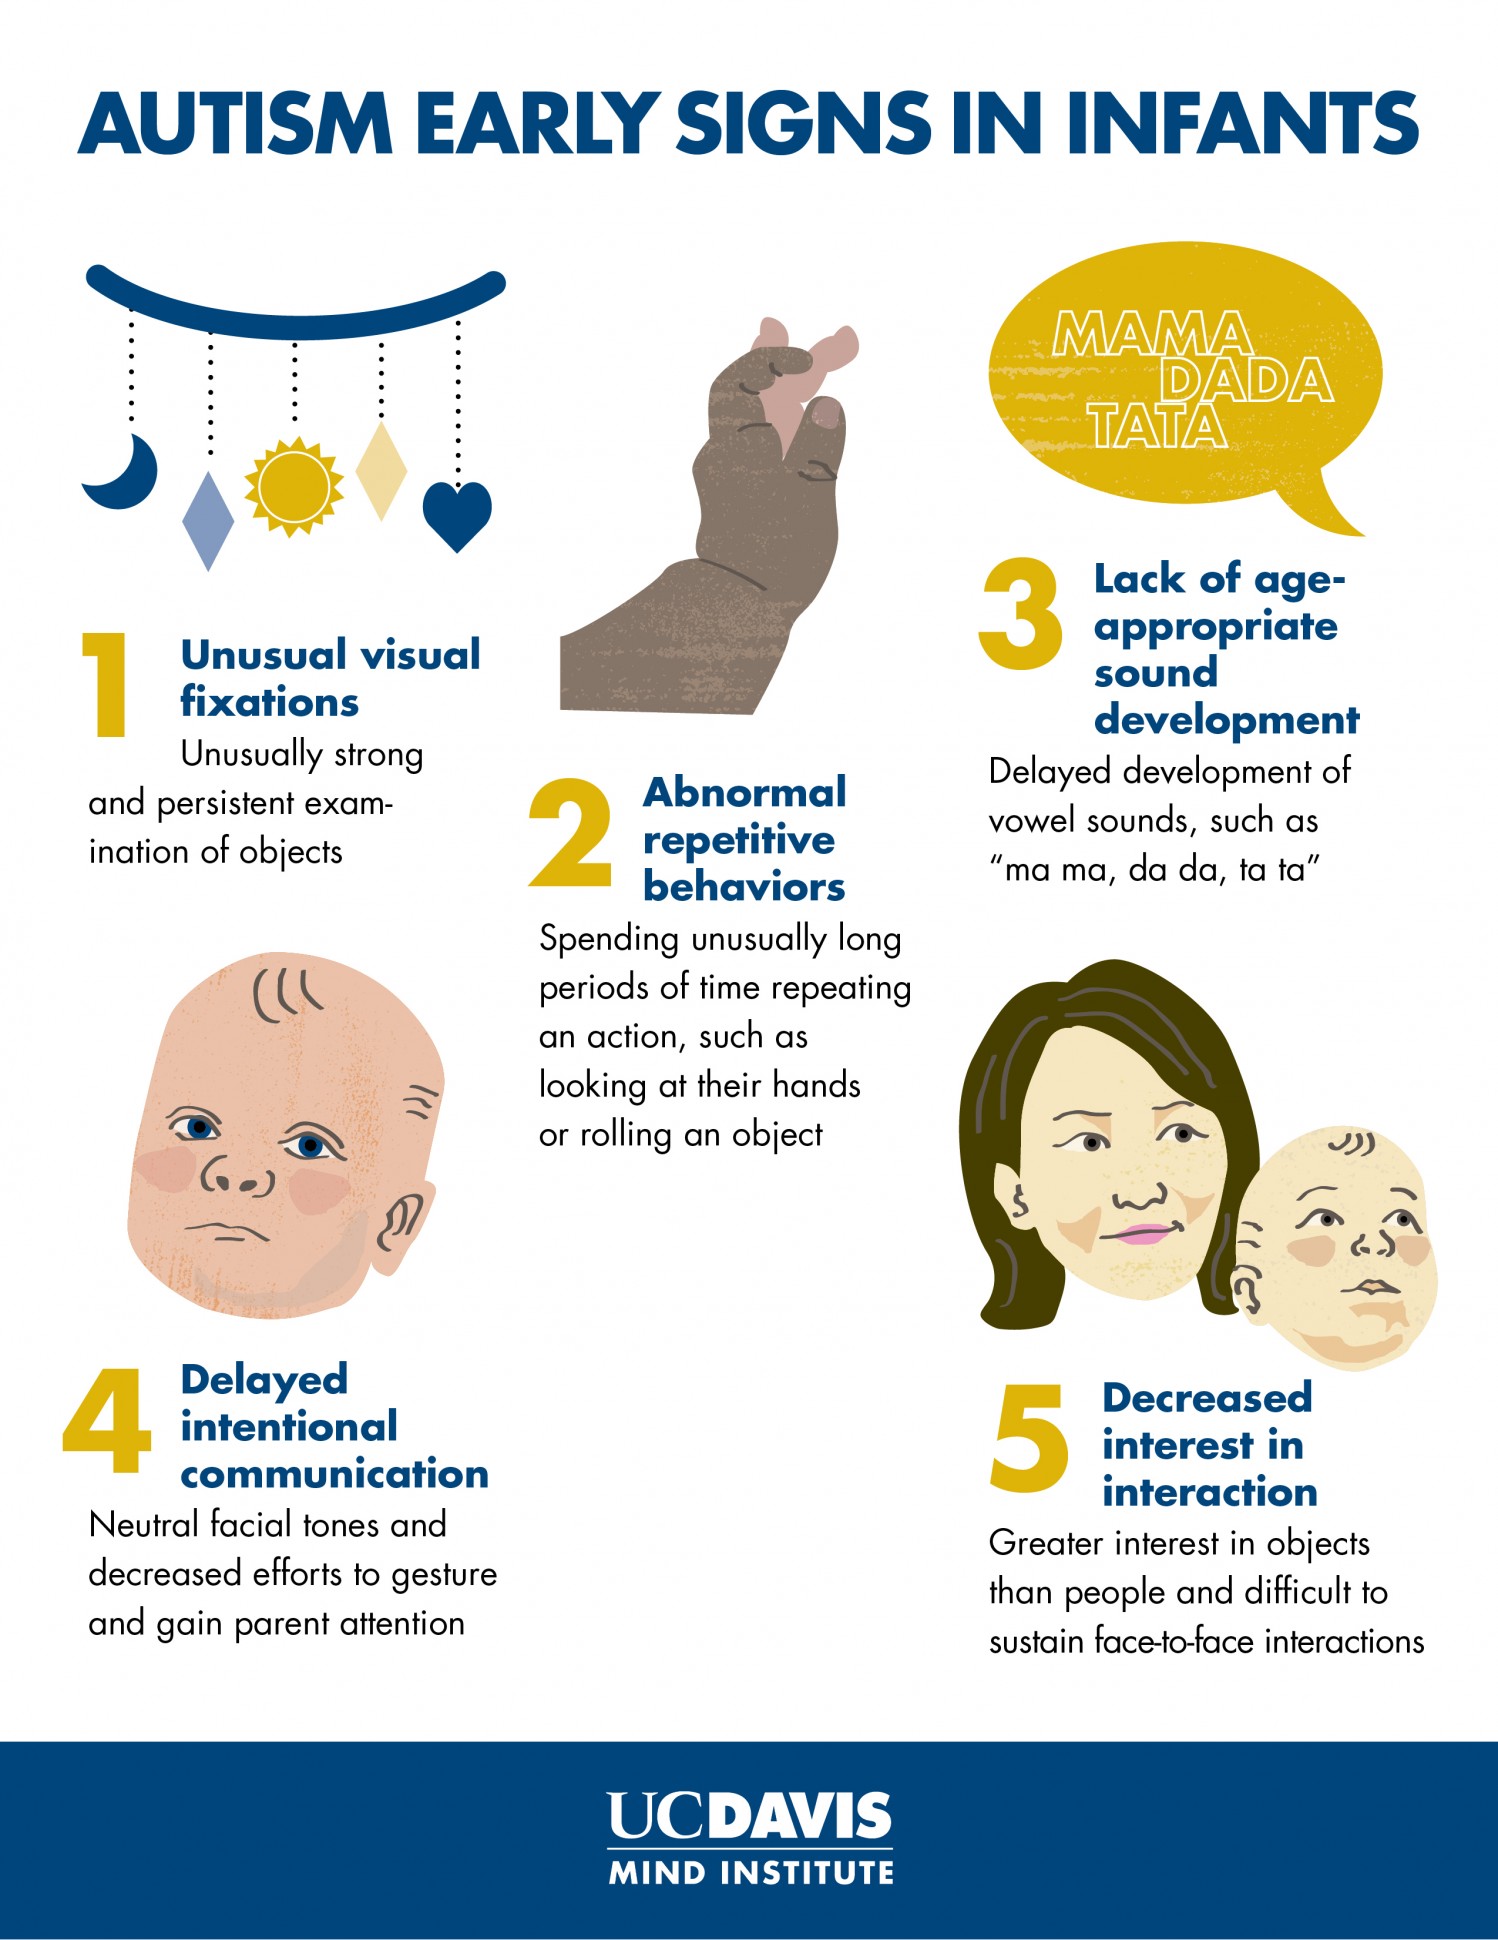 AUTISM EARLY SIGNS IN INFANTS
1
Unusual visual
fixations
Unusually strong
and persistent exam-
ination of objects
2
Abnormal
repetitive
behaviors
Spending unusually long
periods of time repeating
an action, such as
looking at their hands
or rolling an object
MAMA
DADA
TATA
3
Lack of age-
appropriate
sound
development
Delayed development of
vowel sounds, such as
“ma ma, da da, ta ta”
4
Delayed
intentional
communication
Neutral facial tones and
decreased efforts to gesture
and gain parent attention
5
Decreased
interest in
interaction
Greater interest in objects
than people and difficult to
sustain face-to-face interactions
UCDAVIS
MIND INSTITUTE